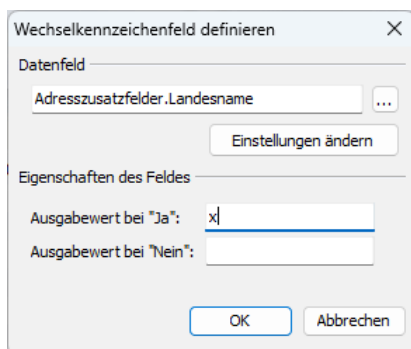 Wechselkennzeichenfeld definieren
Datenfeld
Adresszusatzfelder.Landesname
...
Einstellungen ändern
Eigenschaften des Feldes
Ausgabewert bei "Ja": x
Ausgabewert bei "Nein":
OK Abbrechen